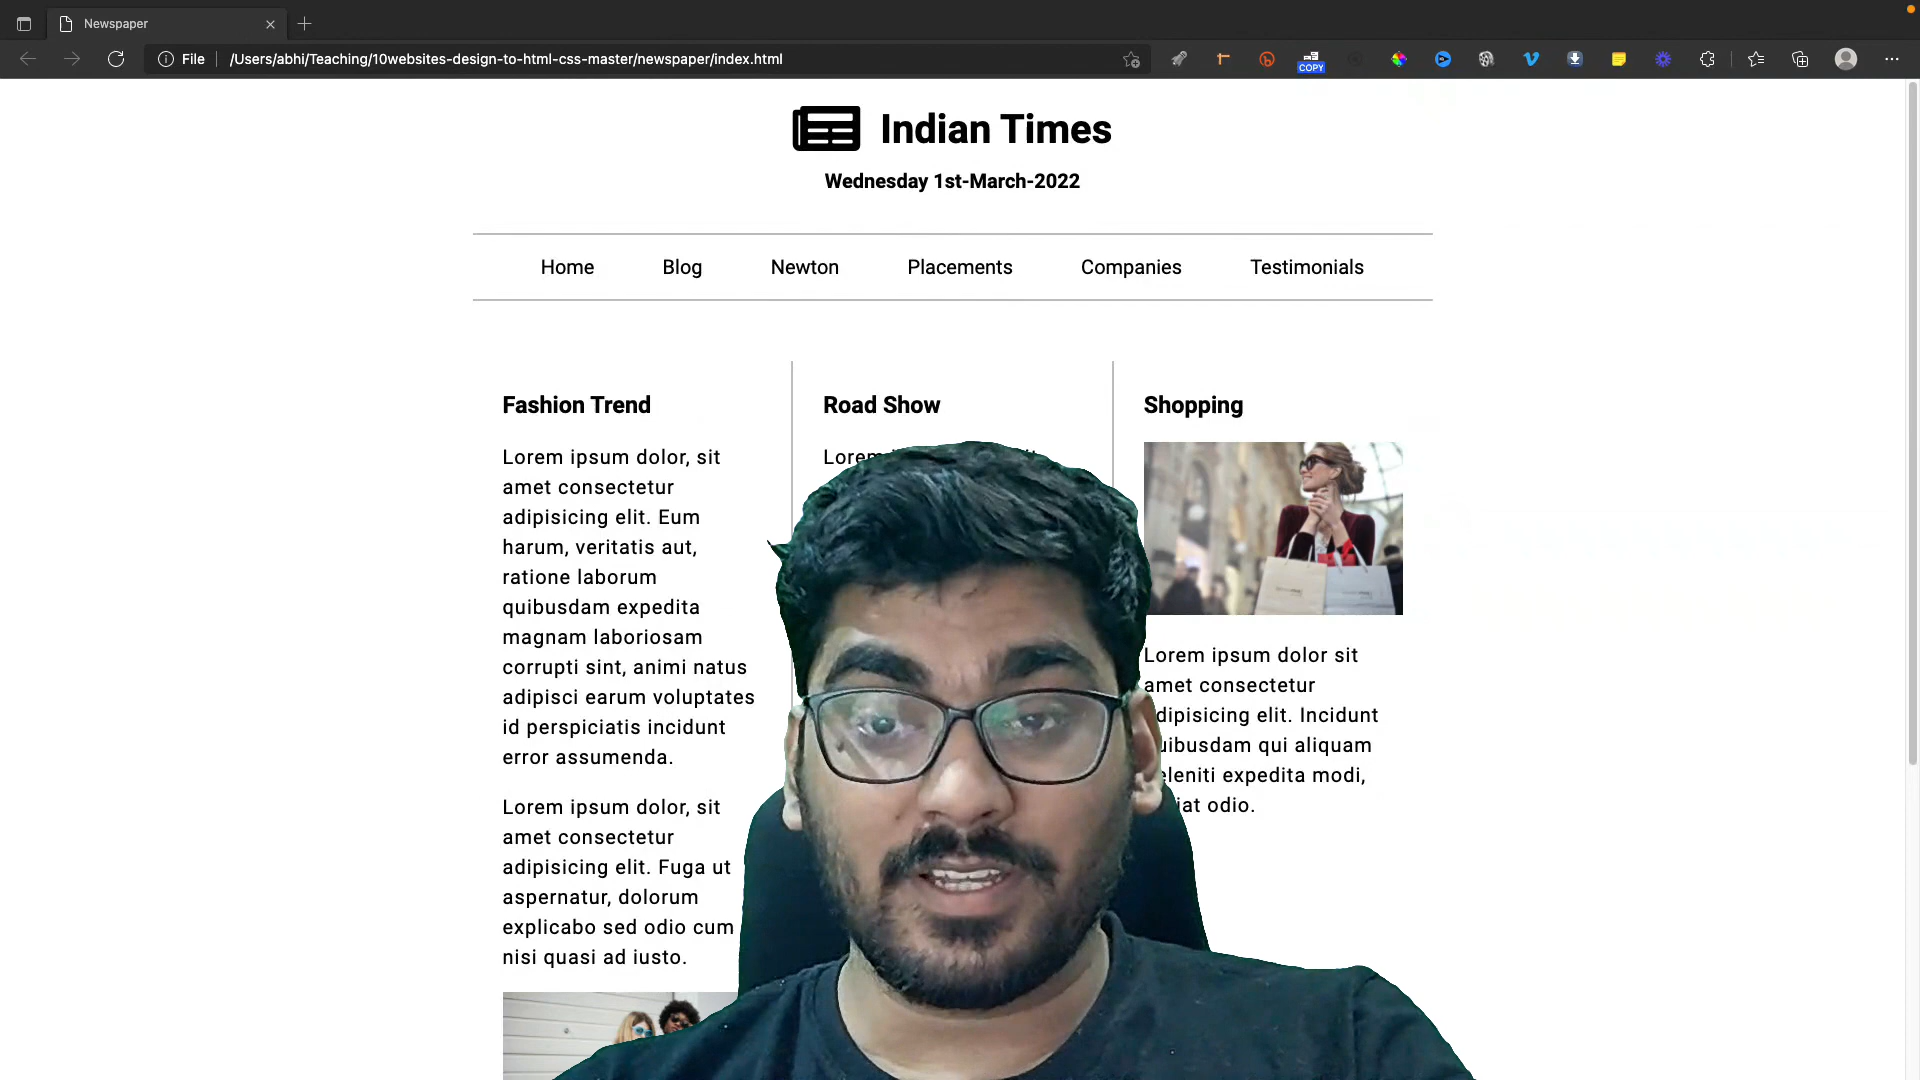 Newspaper
File
/Users/abhi/Teaching/10websites-design-to-html-css-master/newspaper/index.html
COPY
Indian Times
Wednesday 1st-March-2022
Home Blog Newton Placements Companies Testimonials
Fashion Trend
Lorem ipsum dolor, sit
amet consectetur
adipisicing elit. Eum
harum, veritatis aut,
ratione laborum
quibusdam expedita
magnam laboriosam
corrupti sint, animi natus
adipisci earum voluptates
id perspiciatis incidunt
error assumenda.
Lorem ipsum dolor, sit
amet consectetur
adipisicing elit. Fuga ut
aspernatur, dolorum
explicabo sed odio cum
nisi quasi ad iusto.
Road Show
Shopping
Lorem ipsum dolor sit
amet consectetur
elit. Incidunt
qui aliquam
expedita modi,
odio.